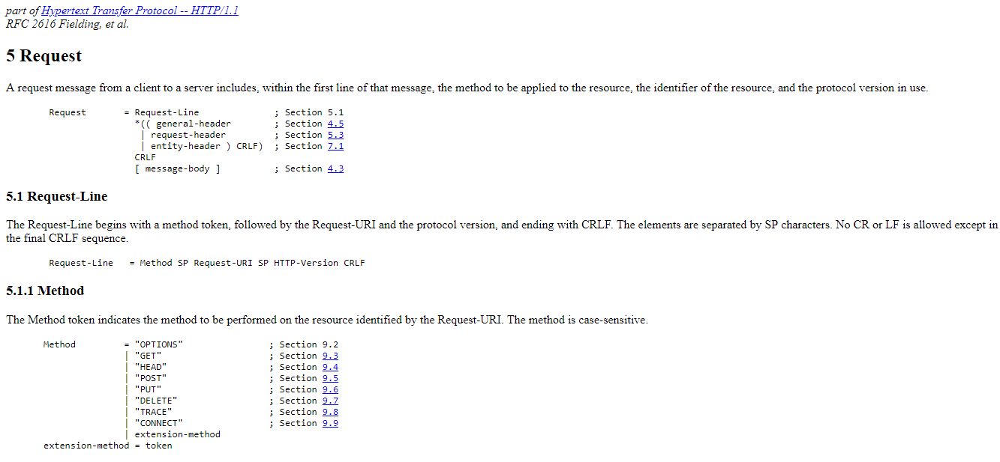 part of Hypertext Transfer Protocol -- HTTP/1.1
RFC 2616 Fielding, et al.
5 Request
A request message from a client to a server includes, within the first line of that message, the method to be applied to the resource, the identifier of the resource, and the protocol version in use.
Request = Request-Line ; Section 5.1
*(( general-header ; Section 4.5
| request-header ; Section 5.3
| entity-header ) CRLF) ; Section 7.1
CRLF
[ message-body ] ; Section 4.3
5.1 Request-Line
The Request-Line begins with a method token, followed by the Request-URI and the protocol version, and ending with CRLF. The elements are separated by SP characters. No CR or LF is allowed except in
the final CRLF sequence.
Request-Line = Method SP Request-URI SP HTTP-Version CRLF
5.1.1 Method
The Method token indicates the method to be performed on the resource identified by the Request-URI. The method is case-sensitive.
Method = "OPTIONS" ; Section 9.2
| "GET" ; Section 9.3
| "HEAD" ; Section 9.4
| "POST" ; Section 9.5
| "PUT" ; Section 9.6
| "DELETE" ; Section 9.7
| "TRACE" ; Section 9.8
| "CONNECT" ; Section 9.9
| extension-method
extension-method = token